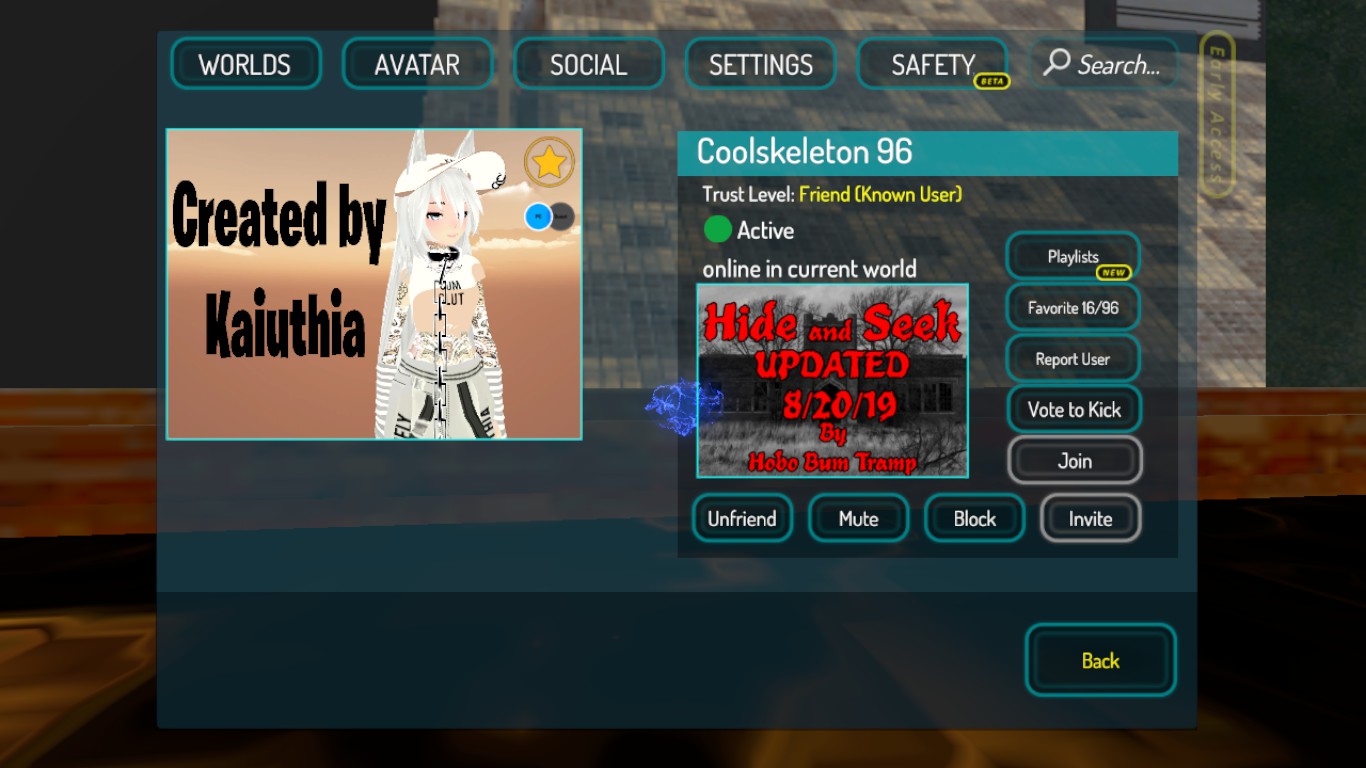 WORLDS
AVATAR
SOCIAL
SETTINGS
SAFETY
BETA
Search...
Early Access
Created by
Kaiuthia
Coolskeleton 96
Trust Level: Friend (Known User)
Active
online in current world
Hide and Seek
UPDATED
8/20/19
By
Hobo Bum Tramp
Playlists
NEW
Favorite 16/96
Report User
Vote to Kick
Join
Unfriend
Mute
Block
Invite
Back